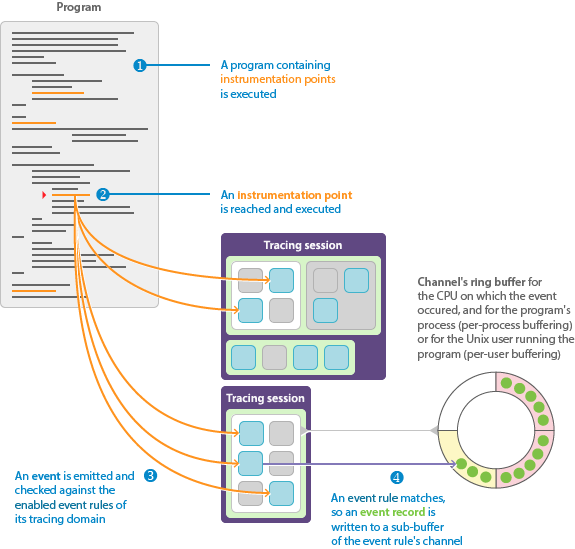 Program
1
A program containing
instrumentation points
is executed
2
An instrumentation point
is reached and executed
Tracing session
Channel's ring buffer for
the CPU on which the event
occured, and for the program's
process (per-process buffering)
or for the Unix user running the
program (per-user buffering)
Tracing session
An event is emitted and
checked against the
enabled event rules of
its tracing domain
3
4
An event rule matches,
so an event record is
written to a sub-buffer
of the event rule's channel